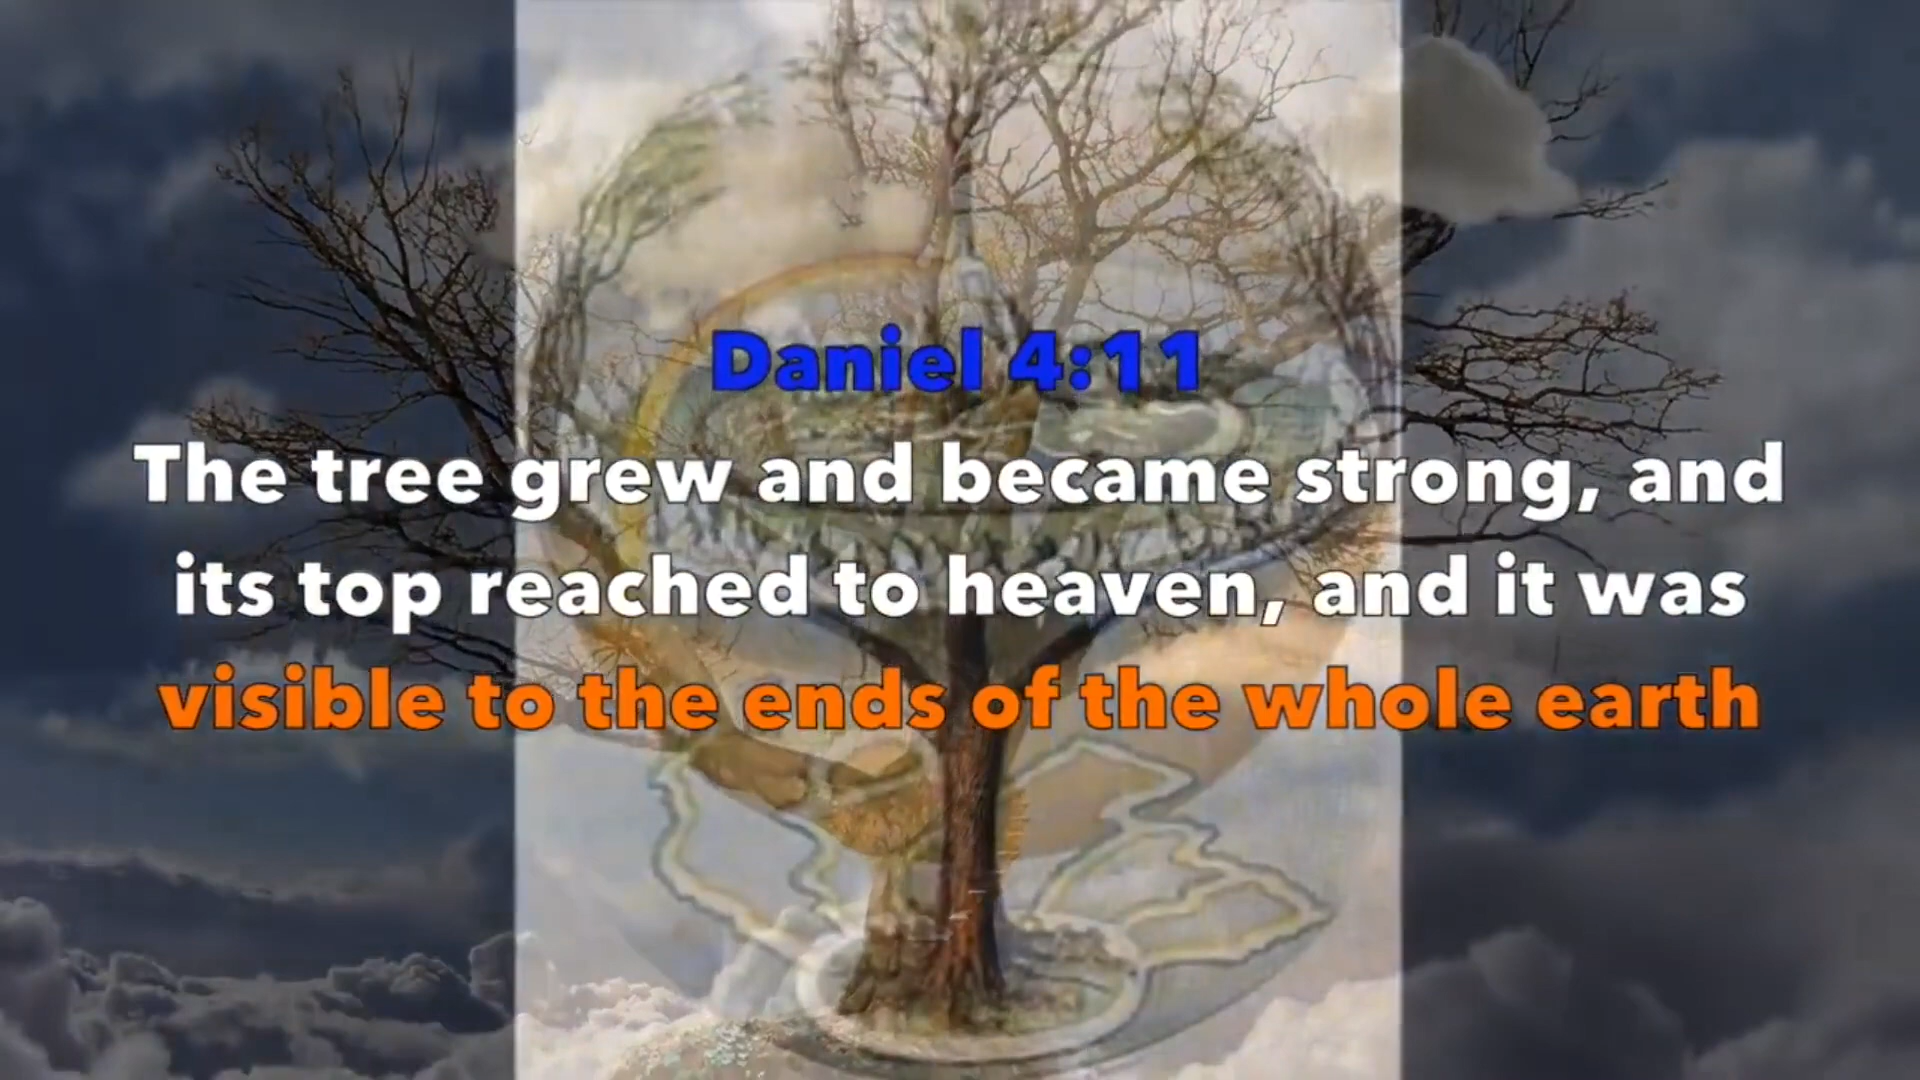 Daniel 4:11
The tree grew and became strong, and
its top reached to heaven, and it was
visible to the ends of the whole earth